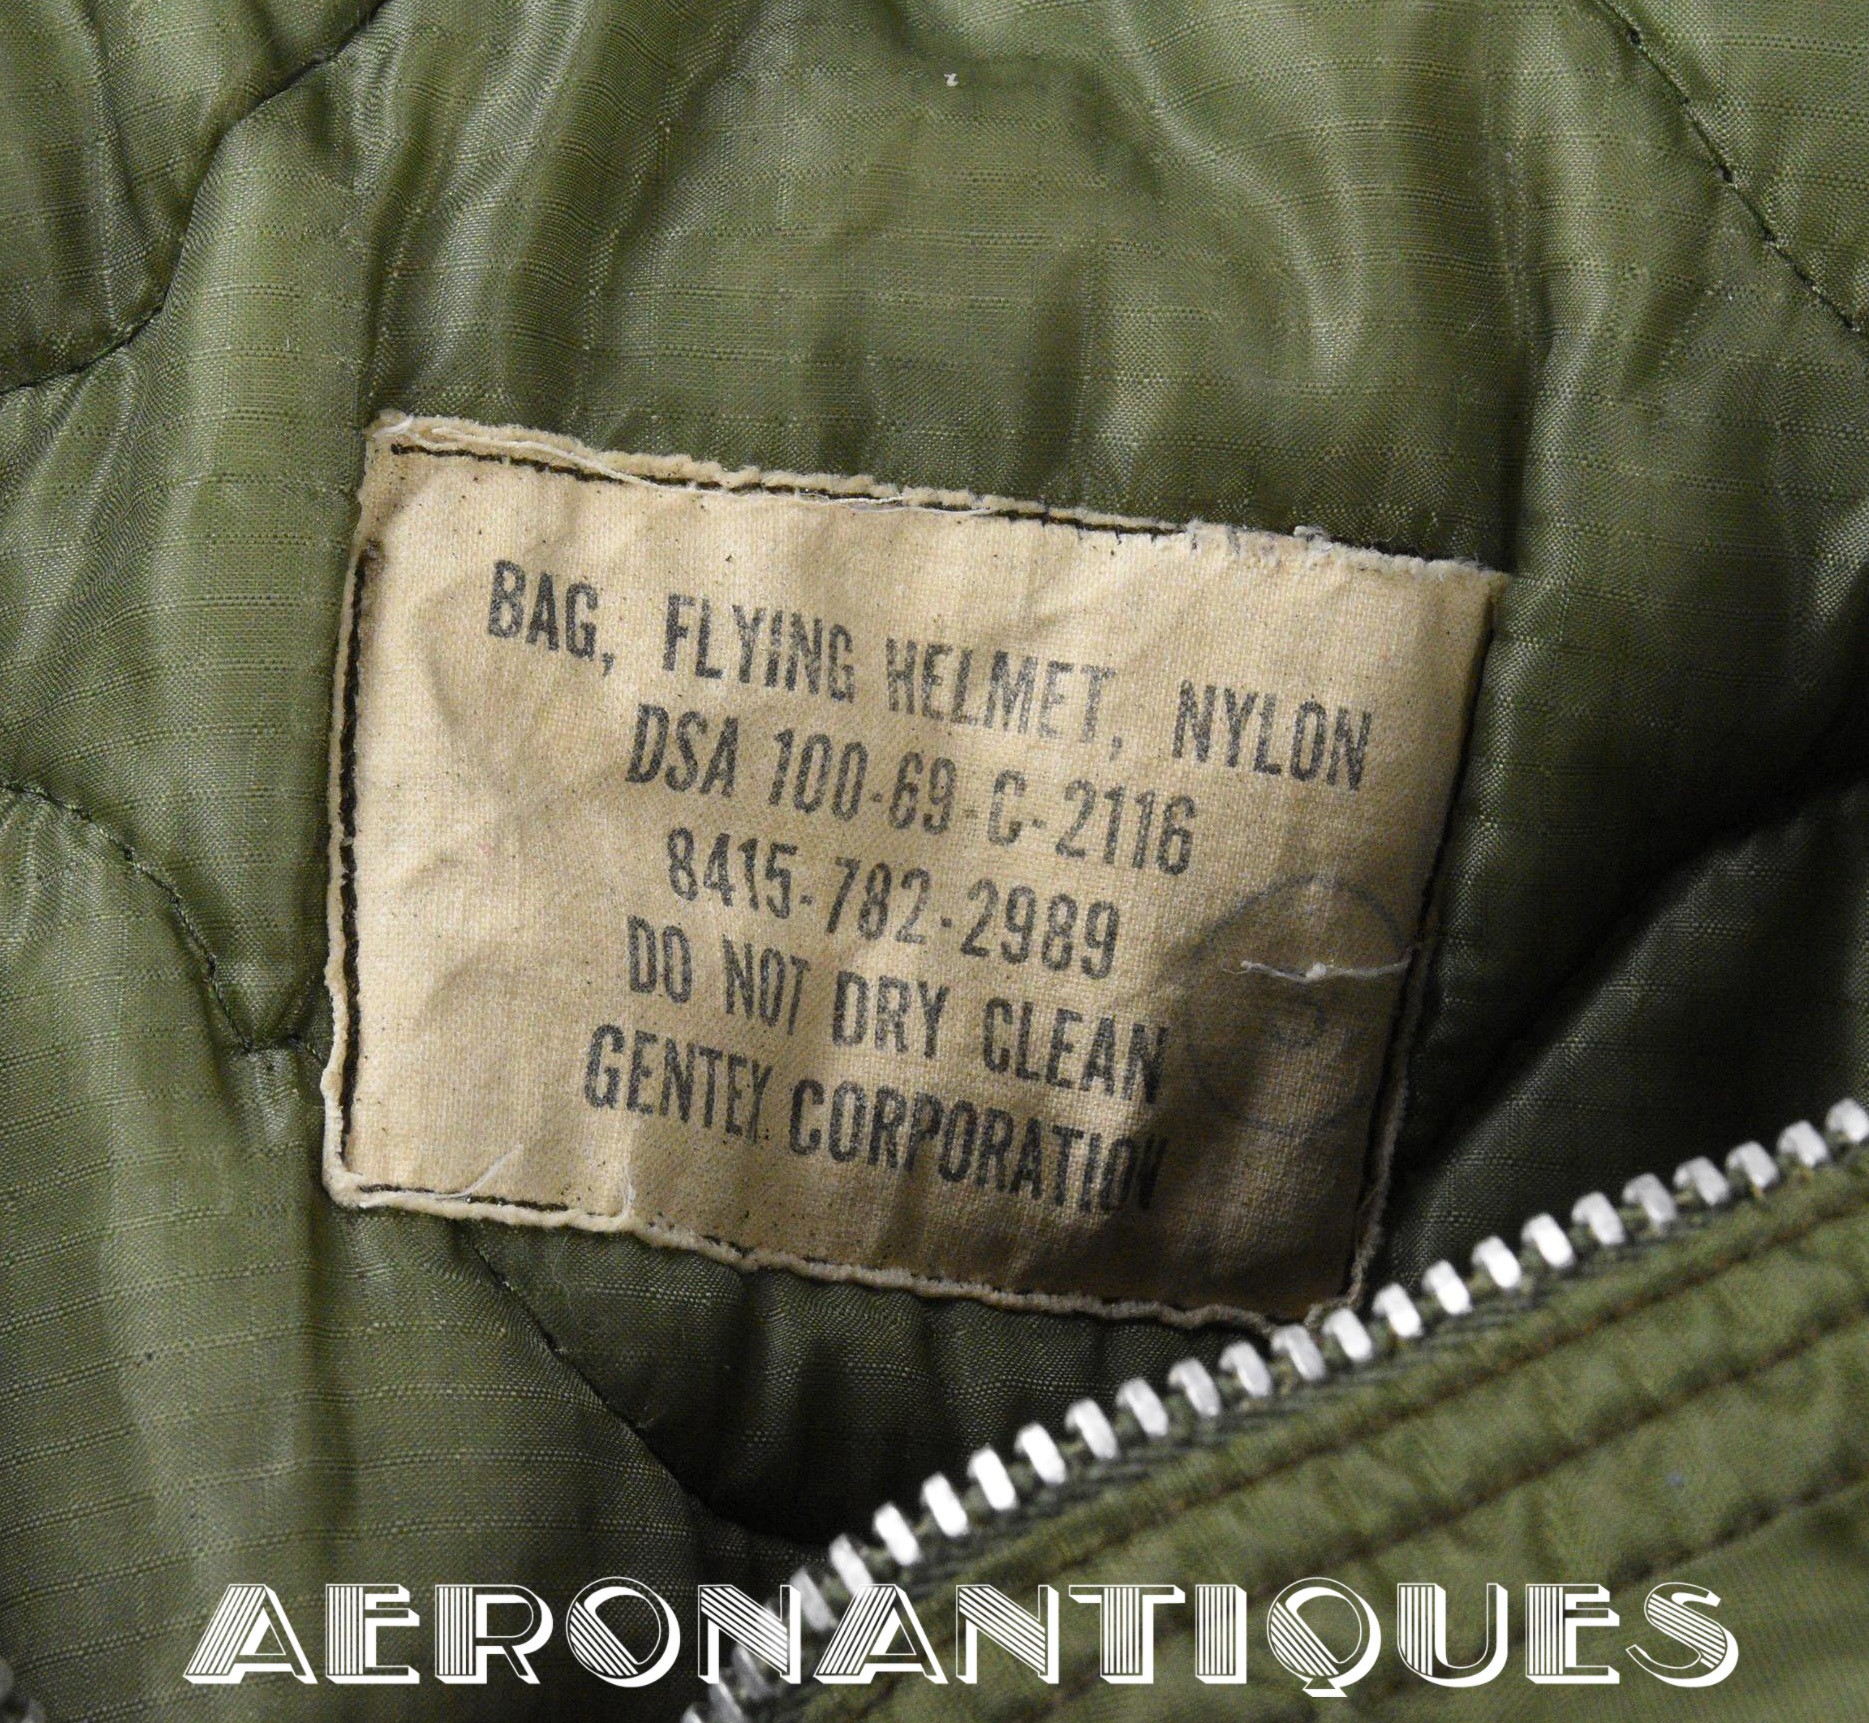 BAG, FLYING HELMET, NYLON
DSA 100-69-C-2116
8415-782-2989
DO NOT DRY CLEAN
GENTEX CORPORATION
AERONANTIQUES